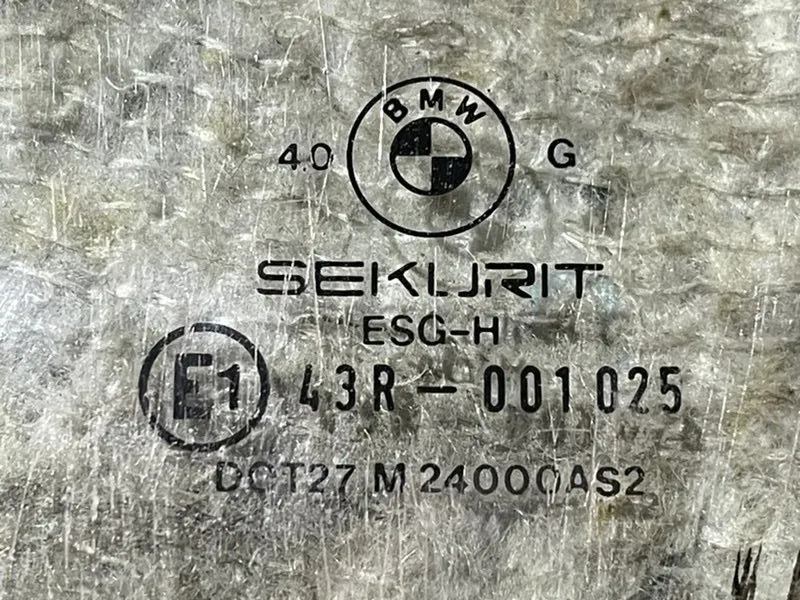 BMW
4.0 G
SEKURIT
ESG-H
E1 43R-001025
DOT27 M 24000AS2